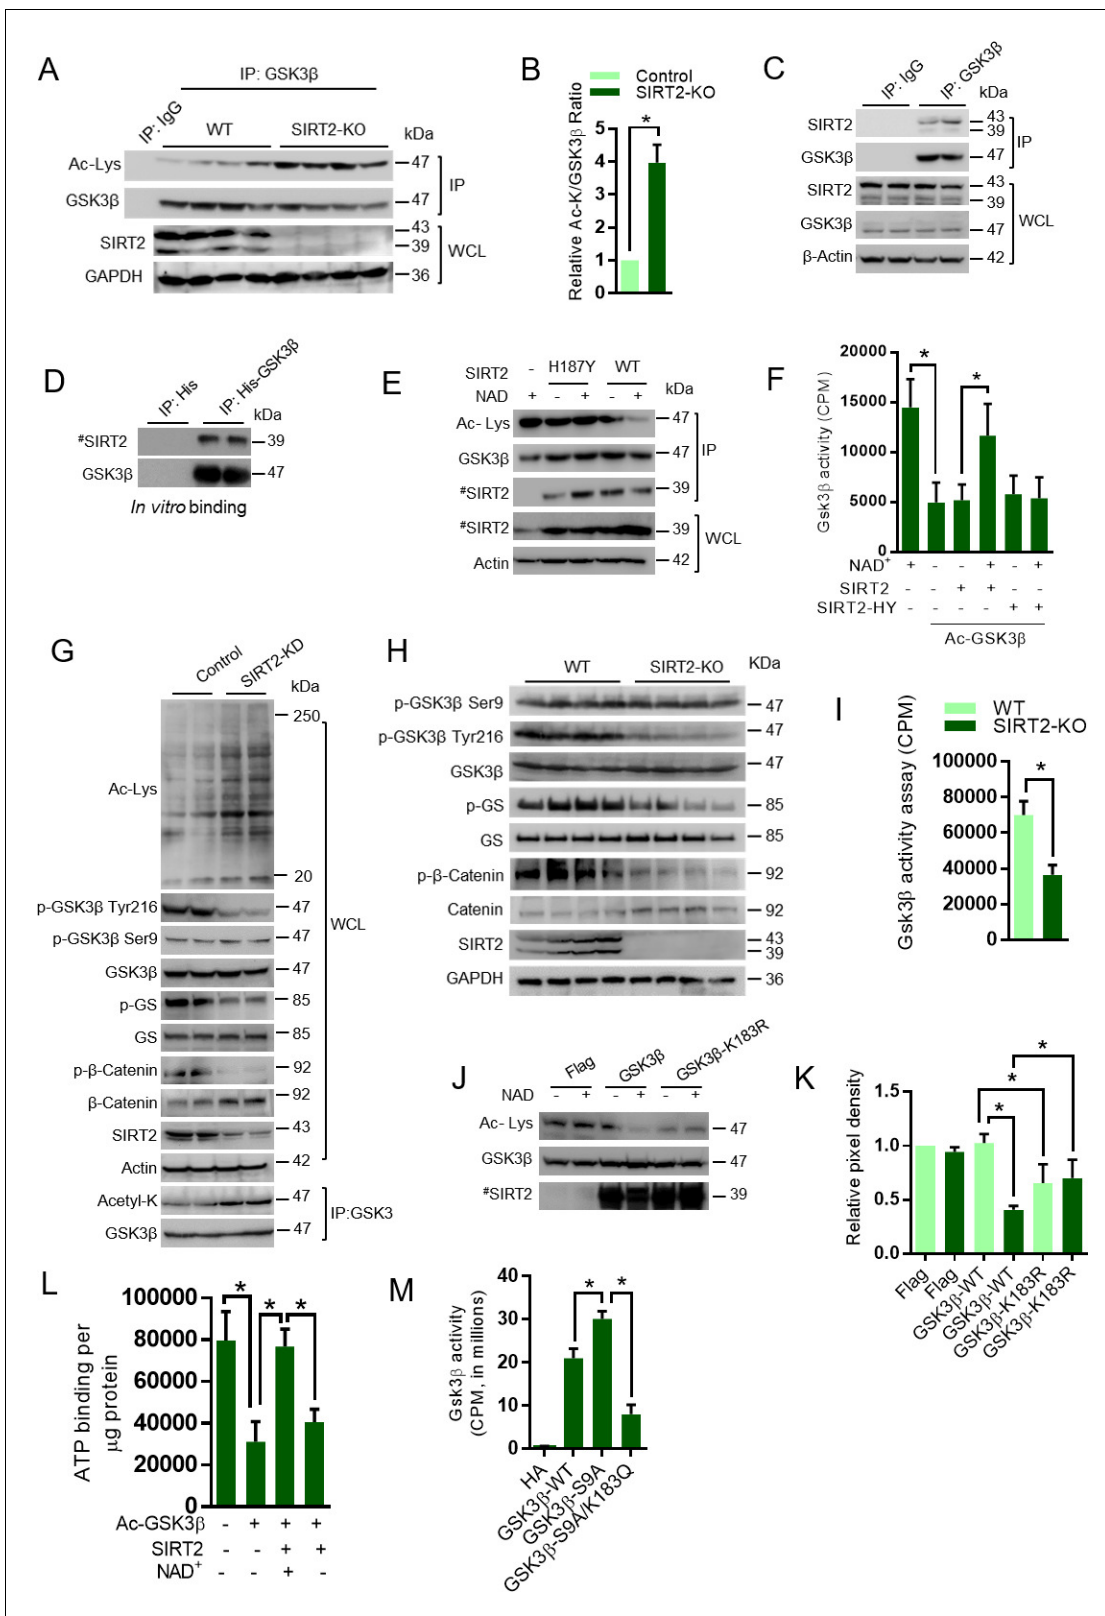 A
IP: GSK3β
IP: IgG
WT
SIRT2-KO
kDa
Ac-Lys
47
GSK3β
47
IP
SIRT2
43
39
WCL
GAPDH
36
B
Control
SIRT2-KO
Relative Ac-K/GSK3β Ratio
5
4
3
2
1
0
*
C
IP: IgG
IP: GSK3β
kDa
SIRT2
43
39
GSK3β
47
IP
SIRT2
43
39
GSK3β
47
WCL
β-Actin
42
D
IP: His
IP: His-GSK3β
kDa
#SIRT2
39
GSK3β
47
In vitro binding
E
SIRT2
- H187Y WT
NAD
+ - + - +
kDa
Ac- Lys
47
GSK3β
47
IP
#SIRT2
39
#SIRT2
39
WCL
Actin
42
F
Gsk3β activity (CPM)
20000
15000
10000
5000
0
* *
NAD+ + - - + - +
SIRT2 - - + + - -
SIRT2-HY - - - - + +
Ac-GSK3β
G
Control
SIRT2-KD
kDa
250
Ac-Lys
20
p-GSK3β Tyr216
47
WCL
p-GSK3β Ser9
47
GSK3β
47
p-GS
85
GS
85
p-β-Catenin
92
β-Catenin
92
SIRT2
43
Actin
42
Acetyl-K
47
IP:GSK3
GSK3β
47
H
WT
SIRT2-KO
KDa
p-GSK3β Ser9
47
p-GSK3β Tyr216
47
GSK3β
47
p-GS
85
GS
85
p-β-Catenin
92
Catenin
92
SIRT2
43
39
GAPDH
36
I
WT
SIRT2-KO
Gsk3β activity assay (CPM)
100000
80000
60000
40000
20000
0
*
J
Flag
GSK3β
GSK3β-K183R
NAD
- + - + - +
Ac- Lys
47
GSK3β
47
#SIRT2
39
K
Relative pixel density
1.5
1.0
0.5
0.0
* * *
Flag
Flag
GSK3β-WT
GSK3β-WT
GSK3β-K183R
GSK3β-K183R
L
ATP binding per
µg protein
100000
80000
60000
40000
20000
0
* * *
Ac-GSK3β - + + +
SIRT2 - - + +
NAD+ - - + -
M
Gsk3β activity
(CPM, in millions)
40
30
20
10
0
* *
HA
GSK3β-WT
GSK3β-S9A
GSK3β-S9A/K183Q